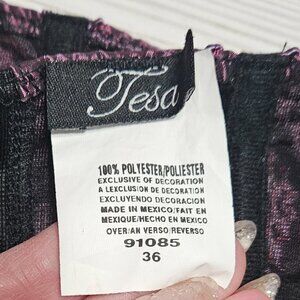 Tesa
100% POLYESTER/POLIESTER
EXCLUSIVE OF DECORATION
A LEXCLUSION DE DECORATION
EXCLUYENDO DECORACION
MADE IN MEXICO/FAIT EN
MEXIQUE/HECHO EN MEXICO
OVER/AN VERSO/REVERSO
91085
36